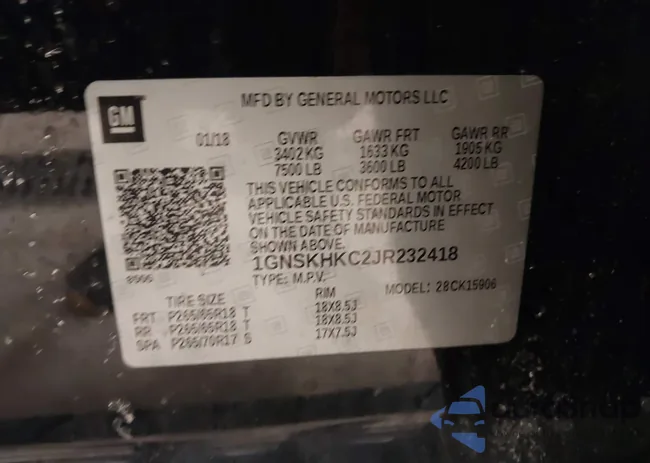 GM
MFD BY GENERAL MOTORS LLC
01/18 GVWR GAWR FRT GAWR RR
3402 KG 1633 KG 1905 KG
7500 LB 3600 LB 4200 LB
THIS VEHICLE CONFORMS TO ALL
APPLICABLE U.S. FEDERAL MOTOR
VEHICLE SAFETY STANDARDS IN EFFECT
ON THE DATE OF MANUFACTURE
SHOWN ABOVE.
1GNSKHKC2JR232418
TYPE: M.P.V. MODEL: 28CK15906
TIRE SIZE RIM
FRT P265/65R18 T 18X8.5J
RR P265/65R18 T 18X8.5J
SPA P265/70R17 S 17X7.5J